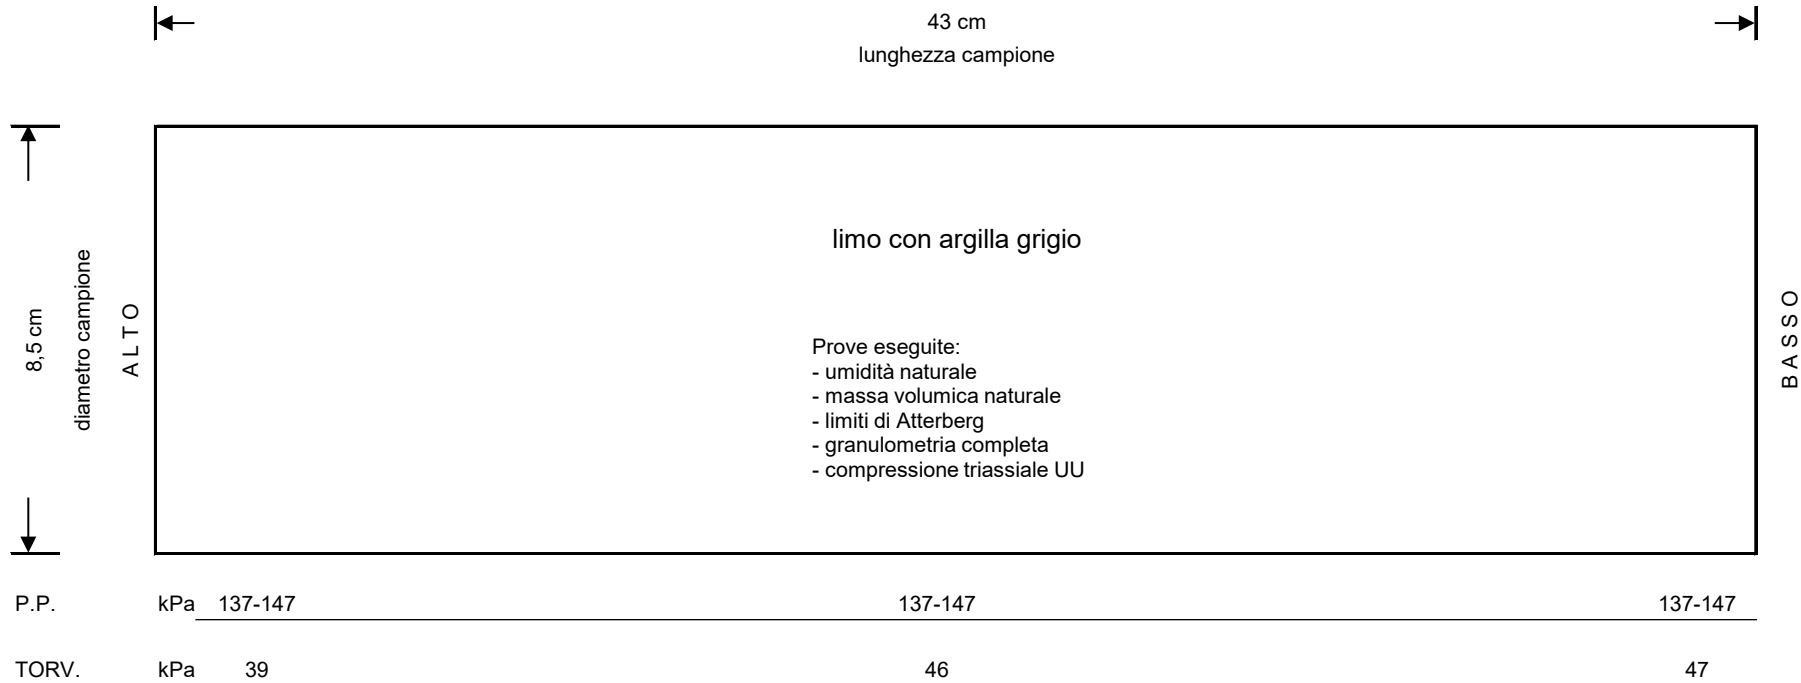 43 cm
lunghezza campione
8,5 cm
diametro campione
ALTO
limo con argilla grigio
Prove eseguite:
- umidità naturale
- massa volumica naturale
- limiti di Atterberg
- granulometria completa
- compressione triassiale UU
BASSO
P.P. kPa 137-147 137-147 137-147
TORV. kPa 39 46 47